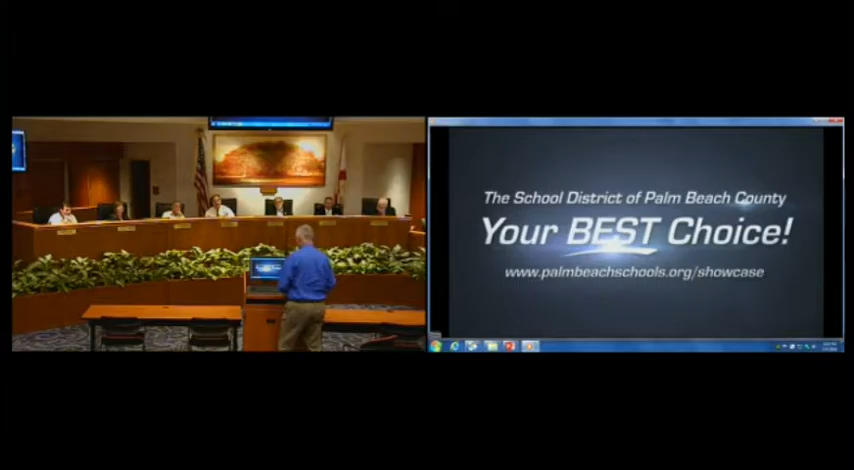 The School District of Palm Beach County
Your BEST Choice!
www.palmbeachschools.org/showcase